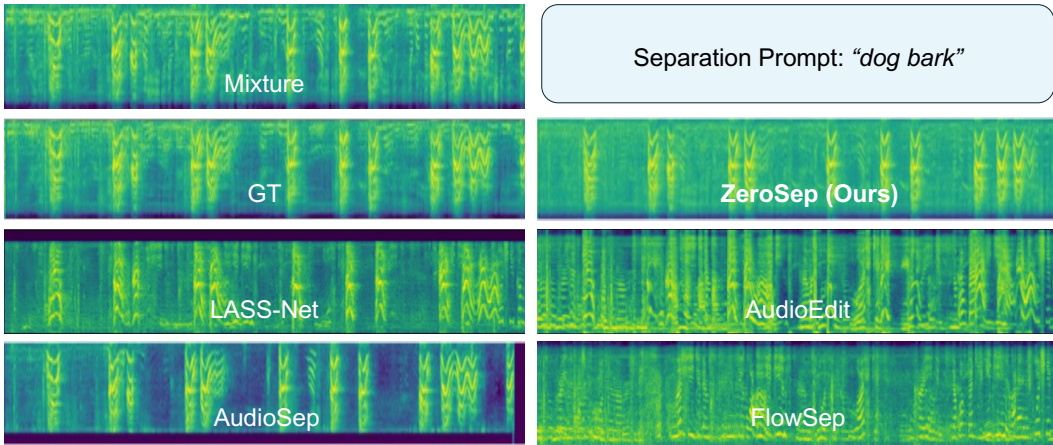 Mixture
Separation Prompt: “dog bark”
GT
ZeroSep (Ours)
LASS-Net
AudioEdit
AudioSep
FlowSep